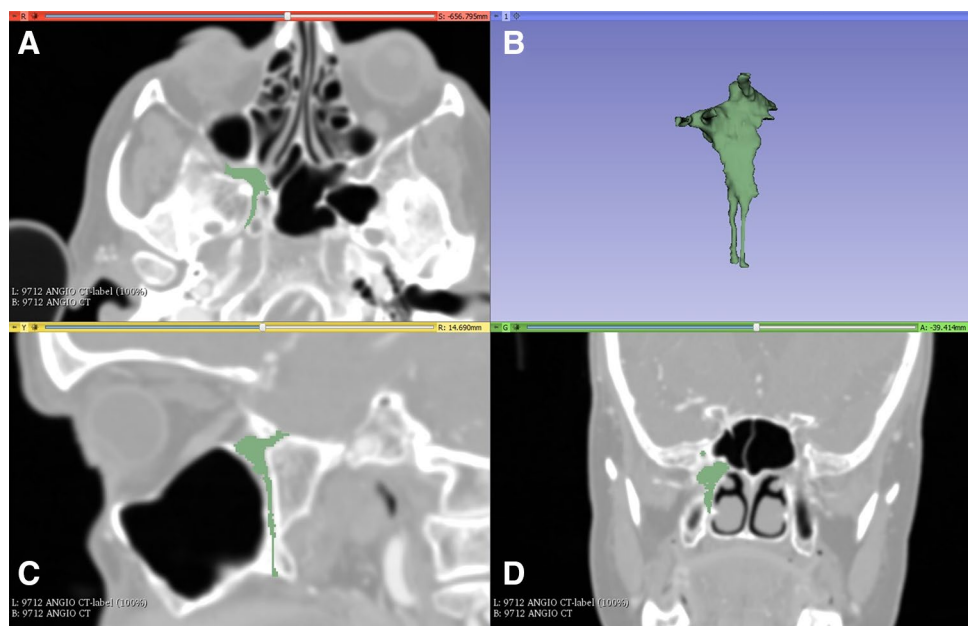 R S: -656.795mm
1
A
B
L: 9712 ANGIO CT-label (100%)
B: 9712 ANGIO CT
Y R: 14.690mm
G A: -39.414mm
C
D
L: 9712 ANGIO CT-label (100%)
B: 9712 ANGIO CT
L: 9712 ANGIO CT-label (100%)
B: 9712 ANGIO CT